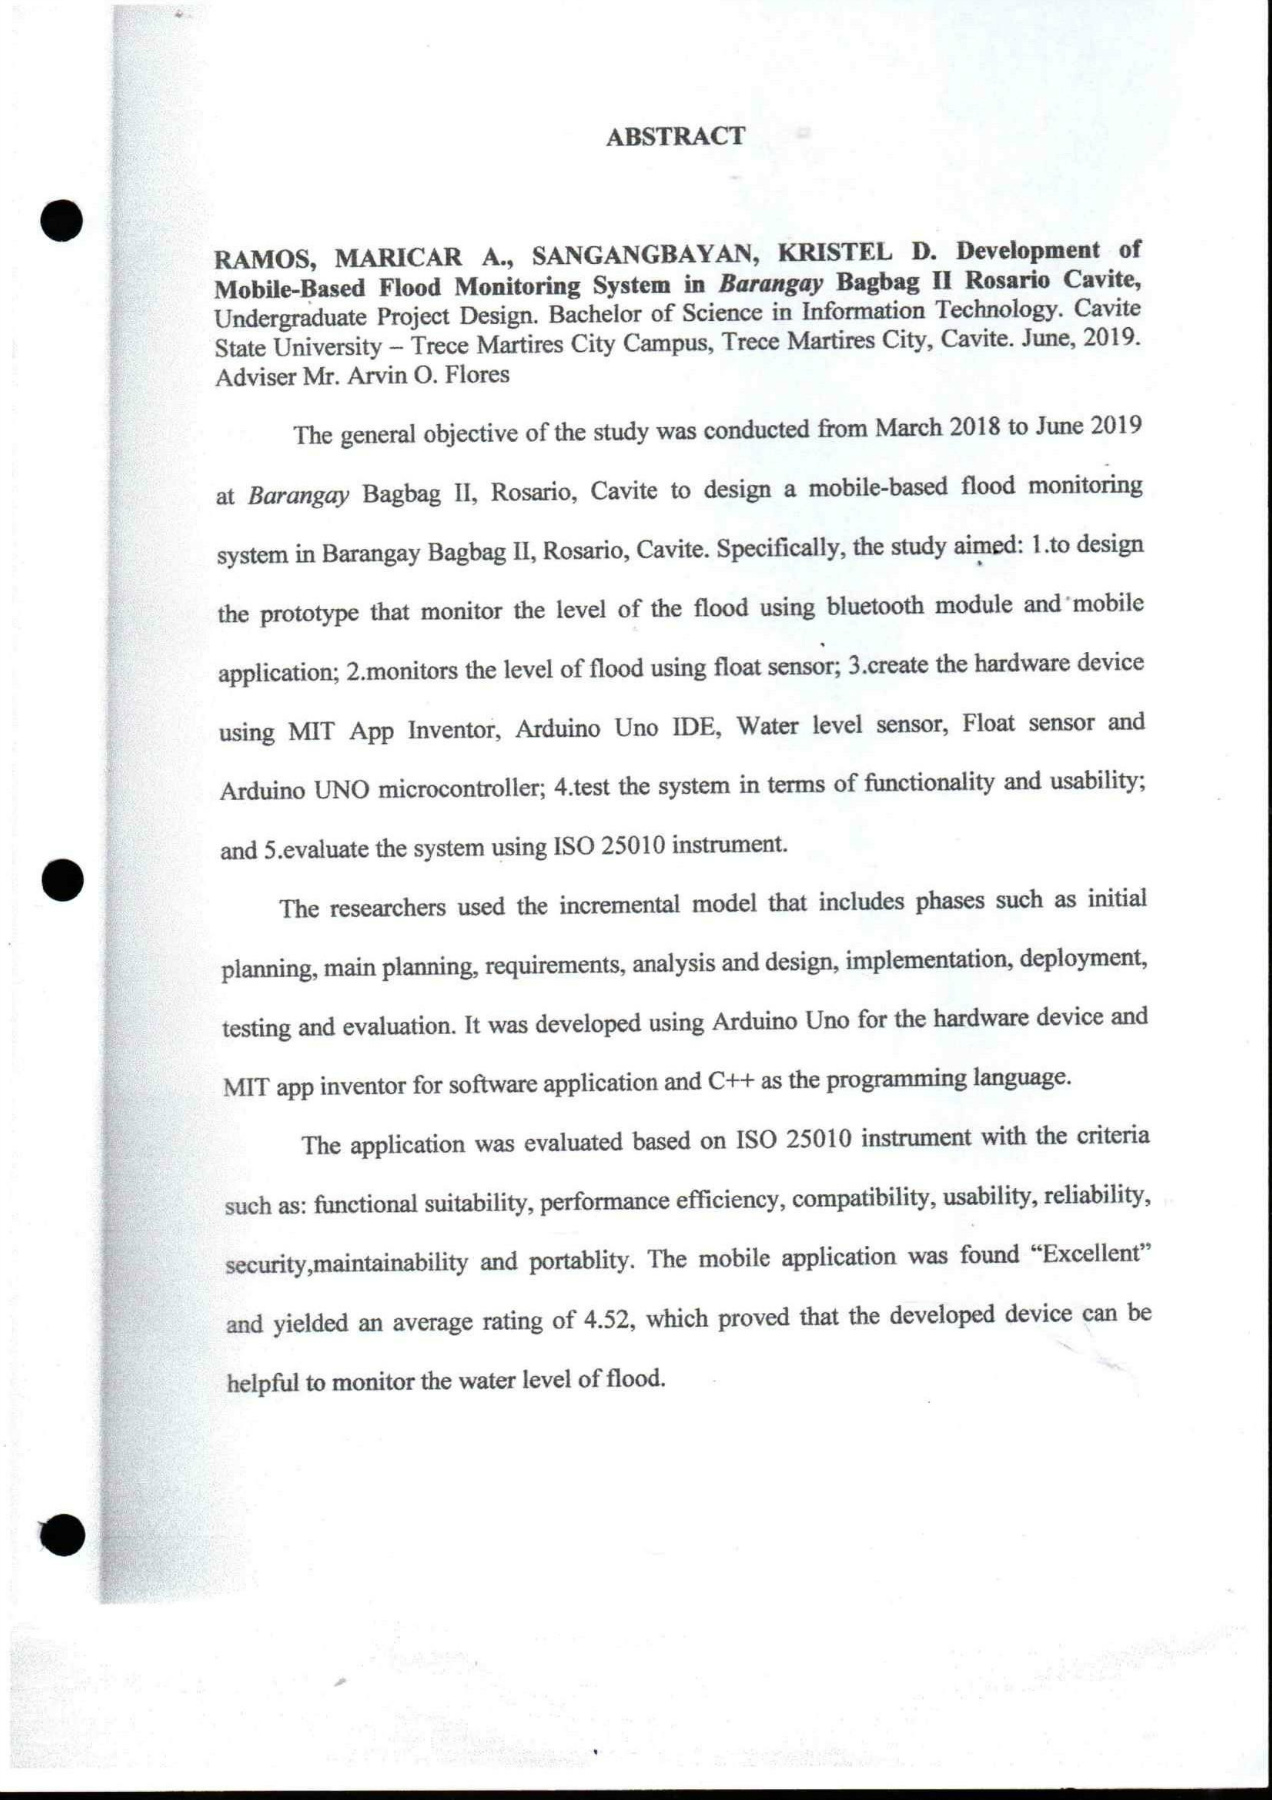 ABSTRACT
RAMOS, MARICAR A., SANGANGBAYAN, KRISTEL D. Development of
Mobile-Based Flood Monitoring System in Barangay Bagbag II Rosario Cavite,
Undergraduate Project Design. Bachelor of Science in Information Technology. Cavite
State University – Trece Martires City Campus, Trece Martires City, Cavite. June, 2019.
Adviser Mr. Arvin O. Flores
The general objective of the study was conducted from March 2018 to June 2019
at Barangay Bagbag II, Rosario, Cavite to design a mobile-based flood monitoring
system in Barangay Bagbag II, Rosario, Cavite. Specifically, the study aimed: 1.to design
the prototype that monitor the level of the flood using bluetooth module and mobile
application; 2.monitors the level of flood using float sensor; 3.create the hardware device
using MIT App Inventor, Arduino Uno IDE, Water level sensor, Float sensor and
Arduino UNO microcontroller; 4.test the system in terms of functionality and usability;
and 5.evaluate the system using ISO 25010 instrument.
The researchers used the incremental model that includes phases such as initial
planning, main planning, requirements, analysis and design, implementation, deployment,
testing and evaluation. It was developed using Arduino Uno for the hardware device and
MIT app inventor for software application and C++ as the programming language.
The application was evaluated based on ISO 25010 instrument with the criteria
such as: functional suitability, performance efficiency, compatibility, usability, reliability,
security,maintainability and portablity. The mobile application was found “Excellent”
and yielded an average rating of 4.52, which proved that the developed device can be
helpful to monitor the water level of flood.